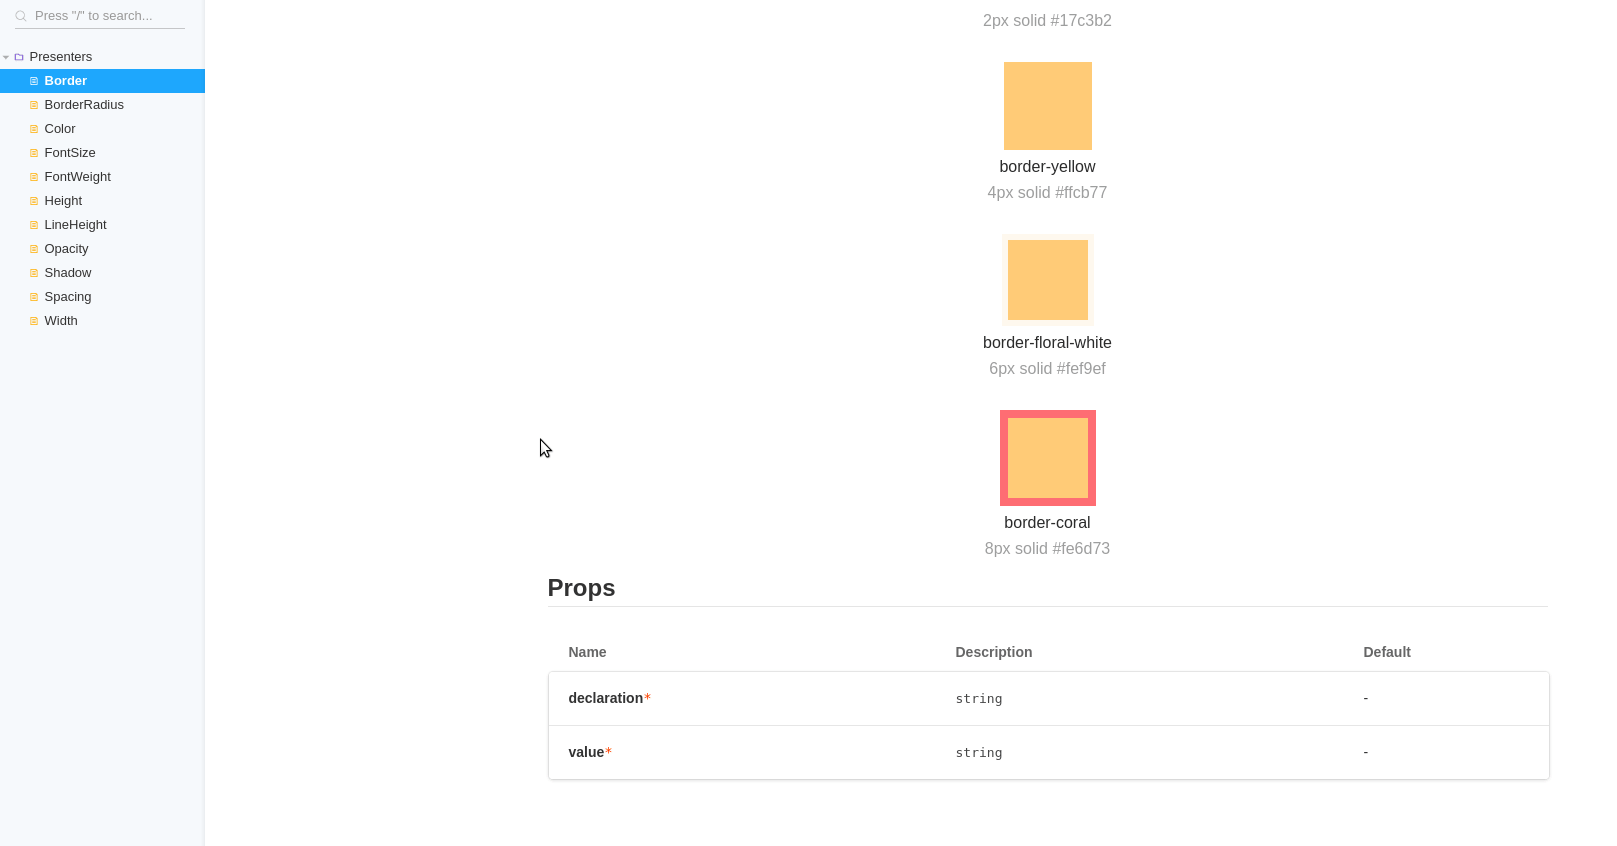 Press "/" to search...
Presenters
Border
BorderRadius
Color
FontSize
FontWeight
Height
LineHeight
Opacity
Shadow
Spacing
Width
2px solid #17c3b2
border-yellow
4px solid #ffcb77
border-floral-white
6px solid #fef9ef
border-coral
8px solid #fe6d73
Props
Name Description Default
declaration* string -
value* string -